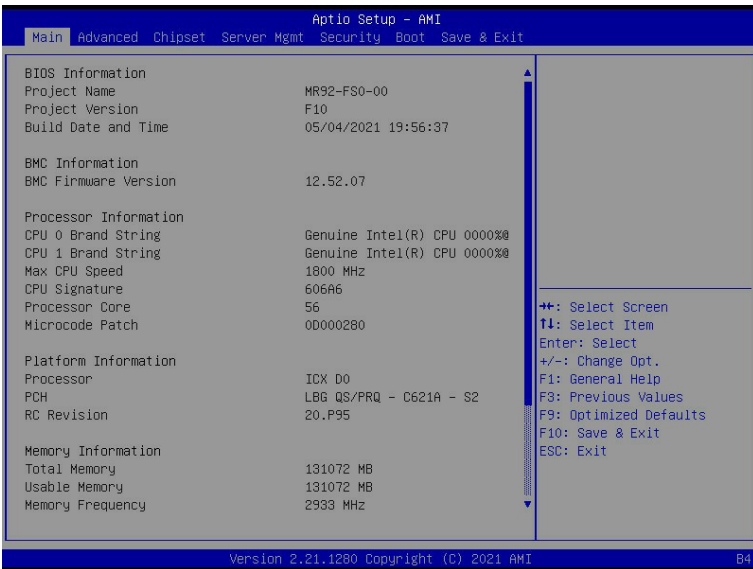 Aptio Setup – AMI
Main Advanced Chipset Server Mgmt Security Boot Save & Exit
BIOS Information
Project Name MR92-FS0-00
Project Version F10
Build Date and Time 05/04/2021 19:56:37
BMC Information
BMC Firmware Version 12.52.07
Processor Information
CPU 0 Brand String Genuine Intel(R) CPU 0000%@
CPU 1 Brand String Genuine Intel(R) CPU 0000%@
Max CPU Speed 1800 MHz
CPU Signature 606A6
Processor Core 56
Microcode Patch 0D000280
Platform Information
Processor ICX D0
PCH LBG QS/PRQ - C621A - S2
RC Revision 20.P95
Memory Information
Total Memory 131072 MB
Usable Memory 131072 MB
Memory Frequency 2933 MHz
→←: Select Screen
↑↓: Select Item
Enter: Select
+/-: Change Opt.
F1: General Help
F3: Previous Values
F9: Optimized Defaults
F10: Save & Exit
ESC: Exit
Version 2.21.1280 Copyright (C) 2021 AMI
B4